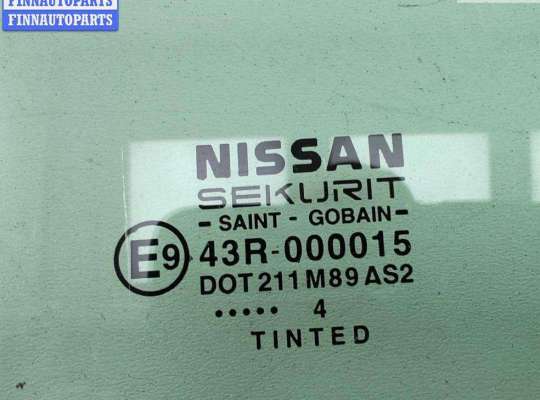 FINNAUTOPARTS
FINNAUTOPARTS
NISSAN
SEKURIT
- SAINT - GOBAIN -
E9 43R-000015
DOT 211 M89 AS2
..... 4
TINTED